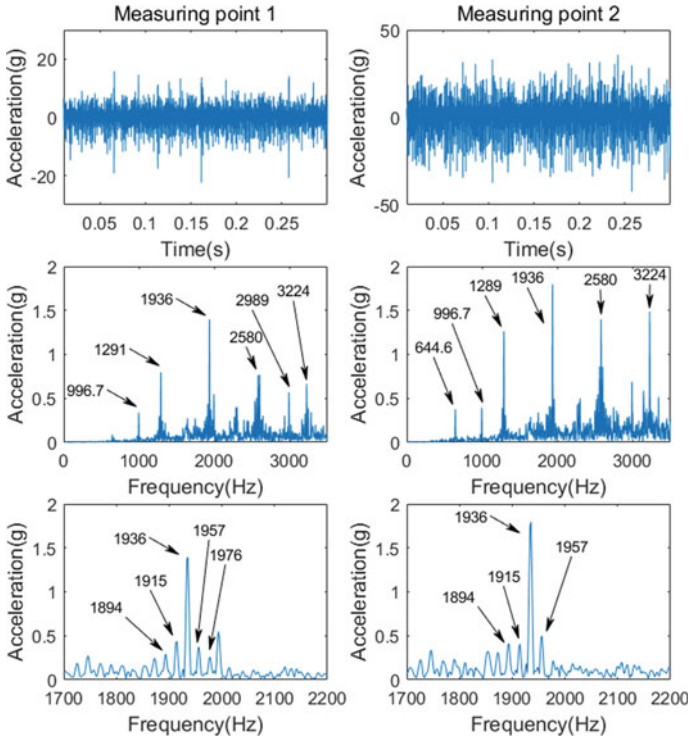 Measuring point 1
Measuring point 2
Acceleration(g)
20
0
-20
0.05 0.1 0.15 0.2 0.25
Time(s)
Acceleration(g)
50
0
-50
0.05 0.1 0.15 0.2 0.25
Time(s)
Acceleration(g)
2
1.5
1
0.5
0
996.7
1291
1936
2580
2989
3224
0 1000 2000 3000
Frequency(Hz)
Acceleration(g)
2
1.5
1
0.5
0
644.6
996.7
1289
1936
2580
3224
0 1000 2000 3000
Frequency(Hz)
Acceleration(g)
2
1.5
1
0.5
0
1894
1915
1936
1957
1976
1700 1800 1900 2000 2100 2200
Frequency(Hz)
Acceleration(g)
2
1.5
1
0.5
0
1894
1915
1936
1957
1700 1800 1900 2000 2100 2200
Frequency(Hz)